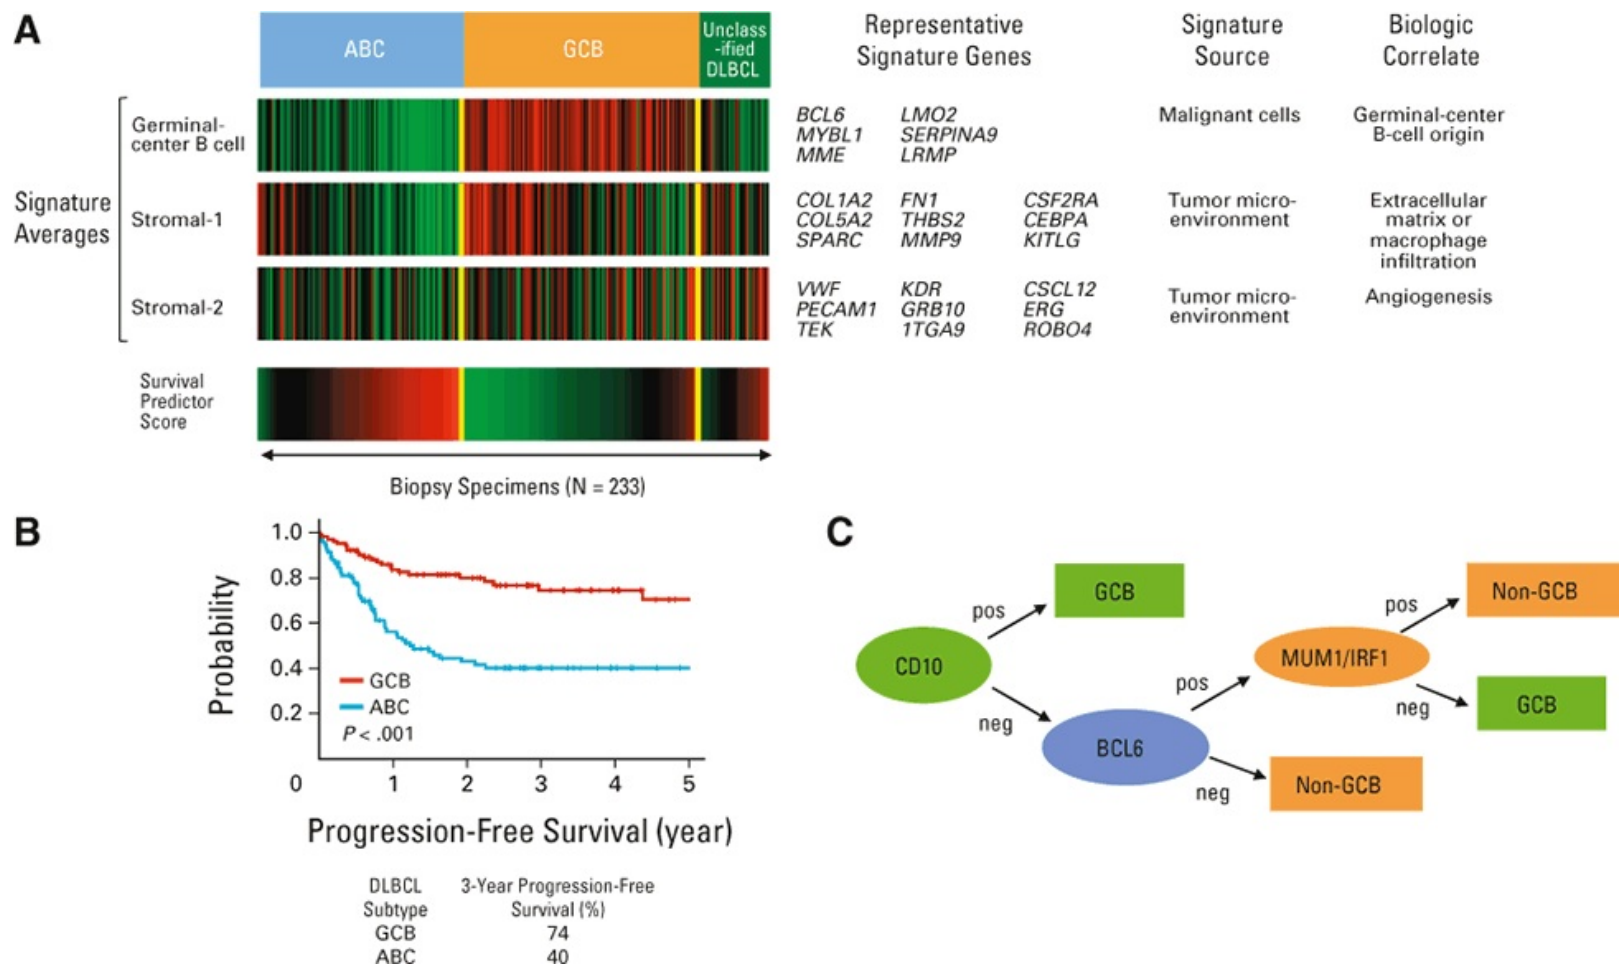 A
ABC
GCB
Unclass
-ified
DLBCL
Representative
Signature Genes
Signature
Source
Biologic
Correlate
Signature
Averages
Germinal-
center B cell
BCL6 LMO2
MYBL1 SERPINA9
MME LRMP
Malignant cells
Germinal-center
B-cell origin
Stromal-1
COL1A2 FN1 CSF2RA
COL5A2 THBS2 CEBPA
SPARC MMP9 KITLG
Tumor micro-
environment
Extracellular
matrix or
macrophage
infiltration
Stromal-2
VWF KDR CSCL12
PECAM1 GRB10 ERG
TEK 1TGA9 ROBO4
Tumor micro-
environment
Angiogenesis
Survival
Predictor
Score
Biopsy Specimens (N = 233)
B
Probability
1.0
0.8
0.6
0.4
0.2
GCB
ABC
P < .001
0 1 2 3 4 5
Progression-Free Survival (year)
DLBCL 3-Year Progression-Free
Subtype Survival (%)
GCB 74
ABC 40
C
CD10
pos
GCB
neg
BCL6
pos
MUM1/IRF1
pos
Non-GCB
neg
GCB
neg
Non-GCB